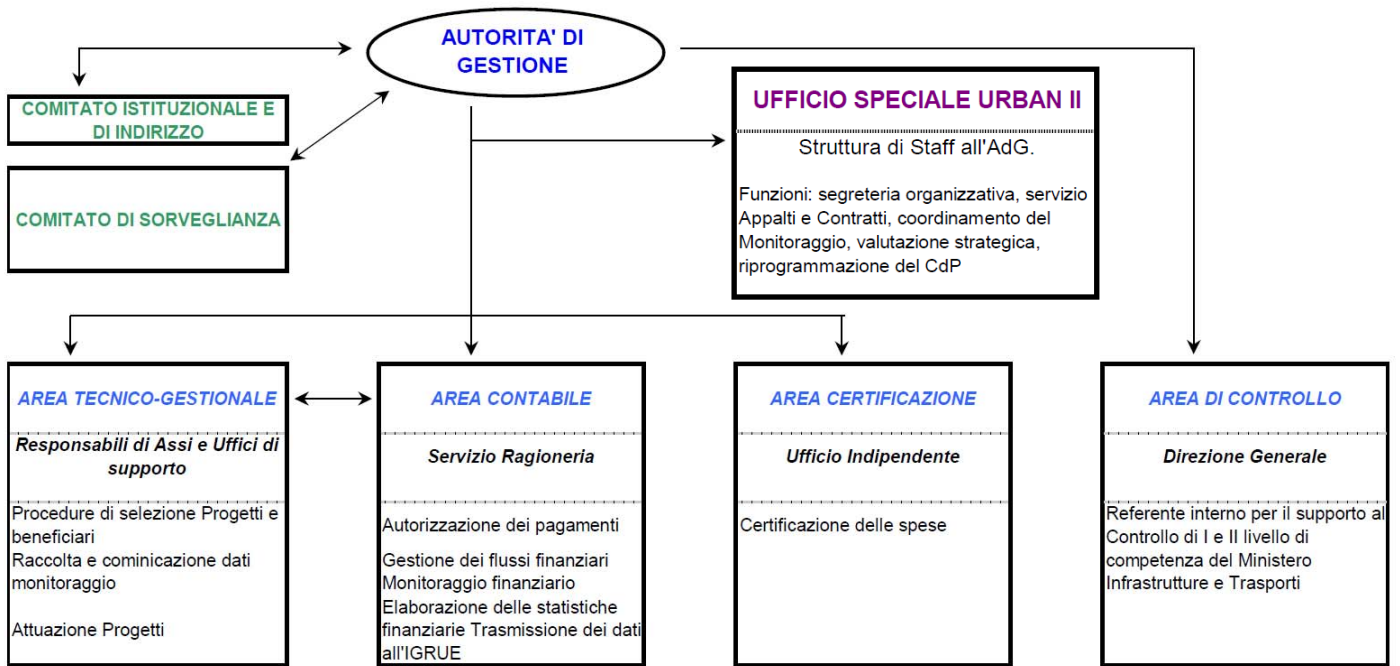 AUTORITA' DI
GESTIONE
COMITATO ISTITUZIONALE E
DI INDIRIZZO
COMITATO DI SORVEGLIANZA
UFFICIO SPECIALE URBAN II
Struttura di Staff all'AdG.
Funzioni: segreteria organizzativa, servizio
Appalti e Contratti, coordinamento del
Monitoraggio, valutazione strategica,
riprogrammazione del CdP
AREA TECNICO-GESTIONALE
Responsabili di Assi e Uffici di
supporto
Procedure di selezione Progetti e
beneficiari
Raccolta e cominicazione dati
monitoraggio
Attuazione Progetti
AREA CONTABILE
Servizio Ragioneria
Autorizzazione dei pagamenti
Gestione dei flussi finanziari
Monitoraggio finanziario
Elaborazione delle statistiche
finanziarie Trasmissione dei dati
all'IGRUE
AREA CERTIFICAZIONE
Ufficio Indipendente
Certificazione delle spese
AREA DI CONTROLLO
Direzione Generale
Referente interno per il supporto al
Controllo di I e II livello di
competenza del Ministero
Infrastrutture e Trasporti